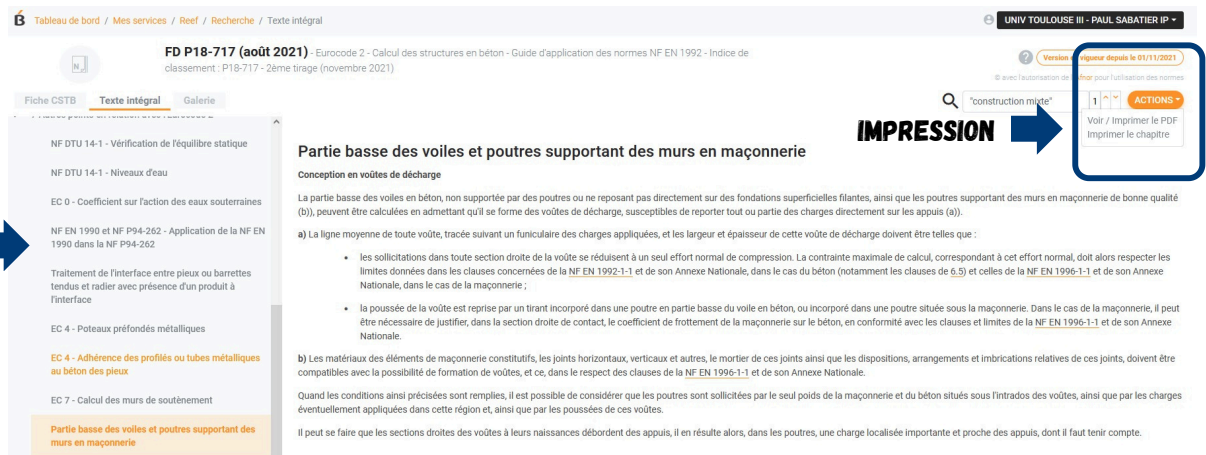 B Tableau de bord / Mes services / Reef / Recherche / Texte intégral
UNIV TOULOUSE III - PAUL SABATIER IP
FD P18-717 (août 2021) - Eurocode 2 - Calcul des structures en béton - Guide d'application des normes NF EN 1992 - Indice de
classement : P18-717 - 2ème tirage (novembre 2021)
? Version en vigueur depuis le 01/11/2021
© avec l'autorisation de l'Afnor pour l'utilisation des normes
Fiche CSTB Texte intégral Galerie
"construction mixte" 1 ACTIONS
Voir / Imprimer le PDF
Imprimer le chapitre
IMPRESSION
NF DTU 14-1 - Vérification de l'équilibre statique
NF DTU 14-1 - Niveaux d'eau
EC 0 - Coefficient sur l'action des eaux souterraines
NF EN 1990 et NF P94-262 - Application de la NF EN
1990 dans la NF P94-262
Traitement de l'interface entre pieux ou barrettes
tendus et radier avec présence d'un produit à
l'interface
EC 4 - Poteaux préfondés métalliques
EC 4 - Adhérence des profilés ou tubes métalliques
au béton des pieux
EC 7 - Calcul des murs de soutènement
Partie basse des voiles et poutres supportant des
murs en maçonnerie
Partie basse des voiles et poutres supportant des murs en maçonnerie
Conception en voûtes de décharge
La partie basse des voiles en béton, non supportée par des poutres ou ne reposant pas directement sur des fondations superficielles filantes, ainsi que les poutres supportant des murs en maçonnerie de bonne qualité
(b)), peuvent être calculées en admettant qu'il se forme des voûtes de décharge, susceptibles de reporter tout ou partie des charges directement sur les appuis (a)).
a) La ligne moyenne de toute voûte, tracée suivant un funiculaire des charges appliquées, et les largeur et épaisseur de cette voûte de décharge doivent être telles que :
• les sollicitations dans toute section droite de la voûte se réduisent à un seul effort normal de compression. La contrainte maximale de calcul, correspondant à cet effort normal, doit alors respecter les
limites données dans les clauses concernées de la NF EN 1992-1-1 et de son Annexe Nationale, dans le cas du béton (notamment les clauses de 6.5) et celles de la NF EN 1996-1-1 et de son Annexe
Nationale, dans le cas de la maçonnerie ;
• la poussée de la voûte est reprise par un tirant incorporé dans une poutre en partie basse du voile en béton, ou incorporé dans une poutre située sous la maçonnerie. Dans le cas de la maçonnerie, il peut
être nécessaire de justifier, dans la section droite de contact, le coefficient de frottement de la maçonnerie sur le béton, en conformité avec les clauses et limites de la NF EN 1996-1-1 et de son Annexe
Nationale.
b) Les matériaux des éléments de maçonnerie constitutifs, les joints horizontaux, verticaux et autres, le mortier de ces joints ainsi que les dispositions, arrangements et imbrications relatives de ces joints, doivent être
compatibles avec la possibilité de formation de voûtes, et ce, dans le respect des clauses de la NF EN 1996-1-1 et de son Annexe Nationale.
Quand les conditions ainsi précisées sont remplies, il est possible de considérer que les poutres sont sollicitées par le seul poids de la maçonnerie et du béton situés sous l'intrados des voûtes, ainsi que par les charges
éventuellement appliquées dans cette région et, ainsi que par les poussées de ces voûtes.
Il peut se faire que les sections droites des voûtes à leurs naissances débordent des appuis, il en résulte alors, dans les poutres, une charge localisée importante et proche des appuis, dont il faut tenir compte.